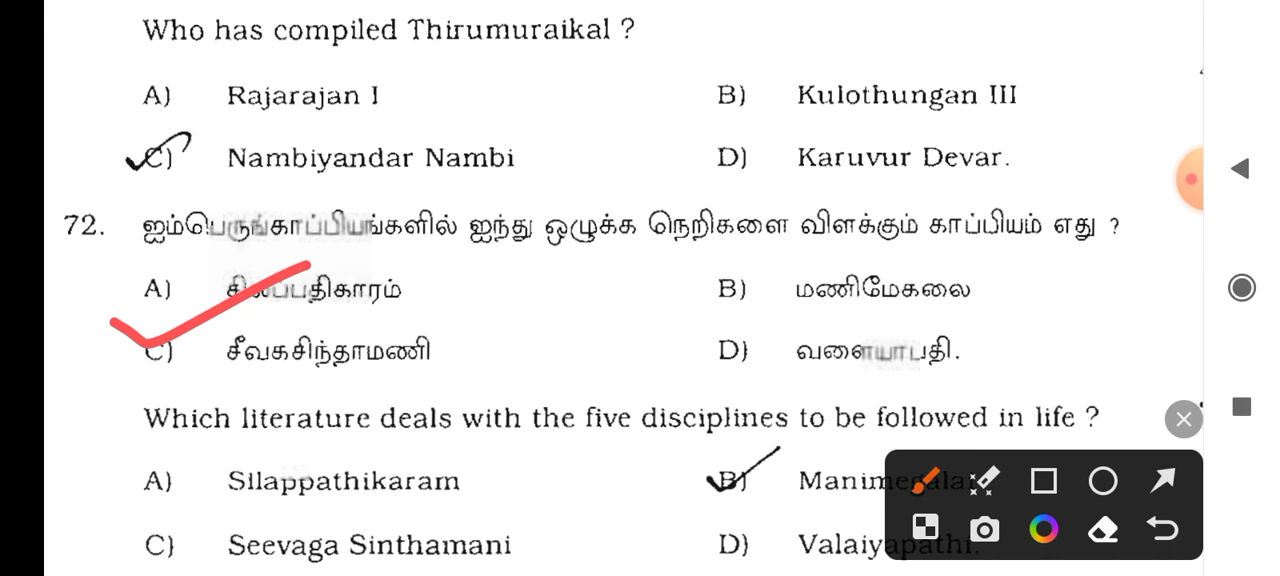 Who has compiled Thirumuraikal ?
A) Rajarajan I B) Kulothungan III
C) Nambiyandar Nambi D) Karuvur Devar.
72. ஐம்பெருங்காப்பியங்களில் ஐந்து ஒழுக்க நெறிகளை விளக்கும் காப்பியம் எது ?
A) சிலப்பதிகாரம் B) மணிமேகலை
C) சீவகசிந்தாமணி D) வளையாபதி.
Which literature deals with the five disciplines to be followed in life ?
A) Silappathikaram B) Manimegalai
C) Seevaga Sinthamani D) Valaiyapathi.